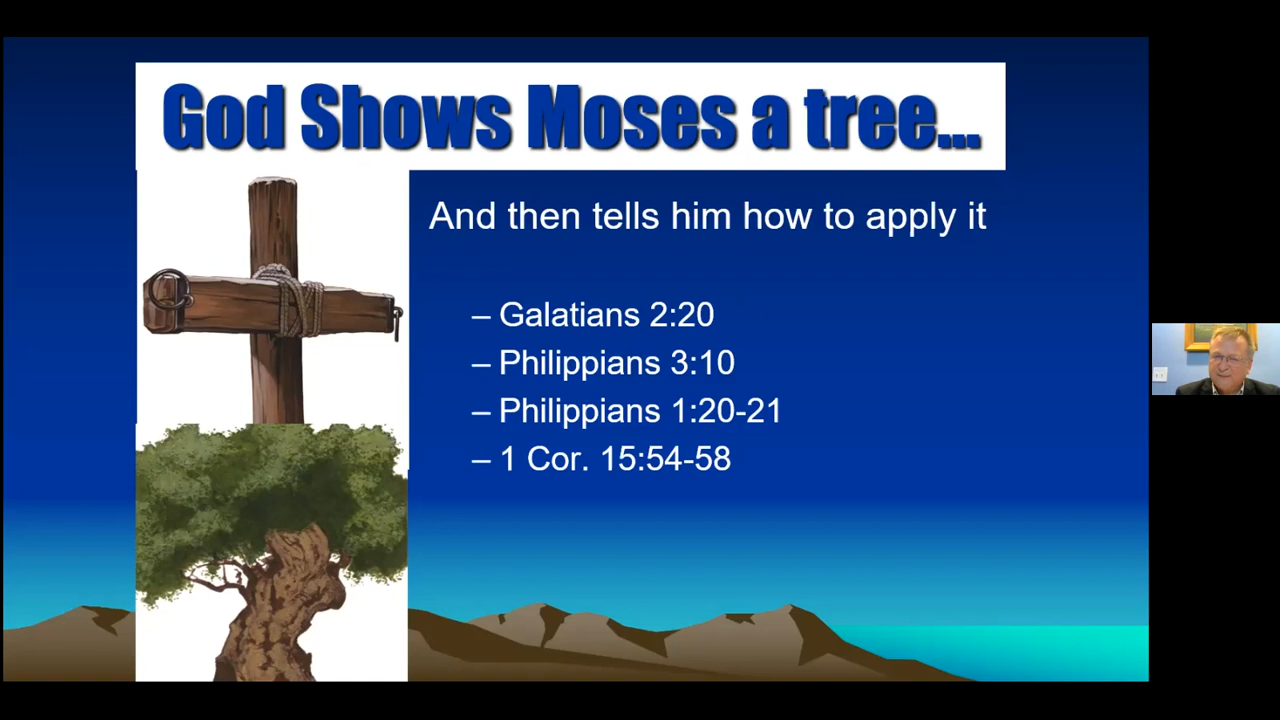 God Shows Moses a tree...
And then tells him how to apply it
– Galatians 2:20
– Philippians 3:10
– Philippians 1:20-21
– 1 Cor. 15:54-58